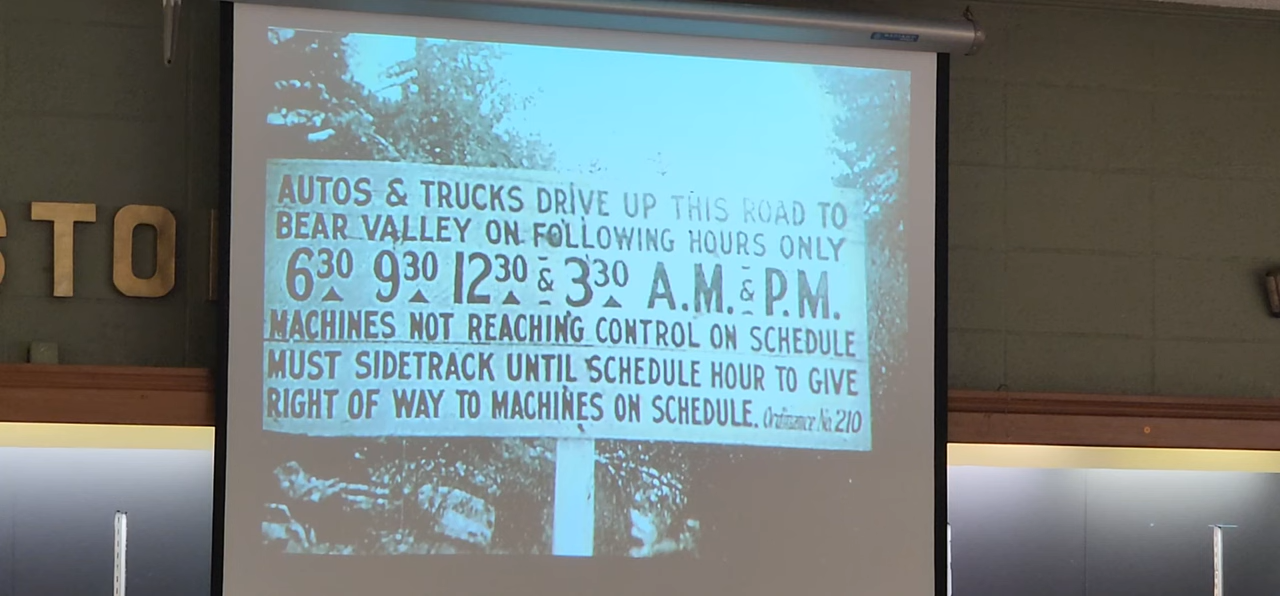 STO
AUTOS & TRUCKS DRIVE UP THIS ROAD TO
BEAR VALLEY ON FOLLOWING HOURS ONLY
630 930 1230 & 330 A.M. & P.M.
MACHINES NOT REACHING CONTROL ON SCHEDULE
MUST SIDETRACK UNTIL SCHEDULE HOUR TO GIVE
RIGHT OF WAY TO MACHINES ON SCHEDULE. Ordinance No. 210